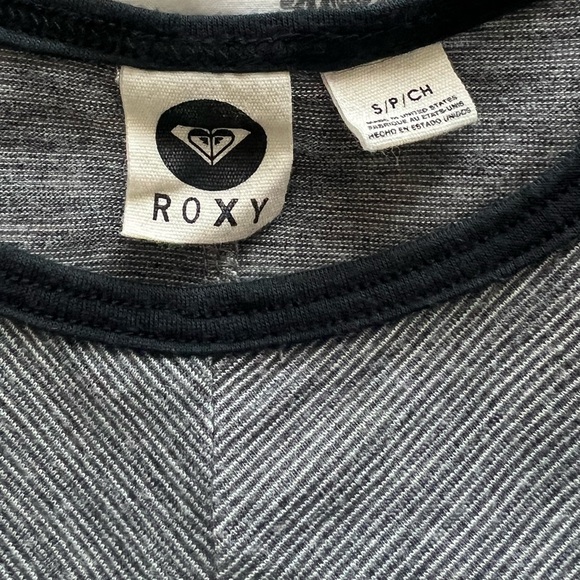 ROXY
S/P/CH
MADE IN UNITED STATES
FABRIQUE AU ETATS-UNIS
HECHO EN ESTADO UNIDOS